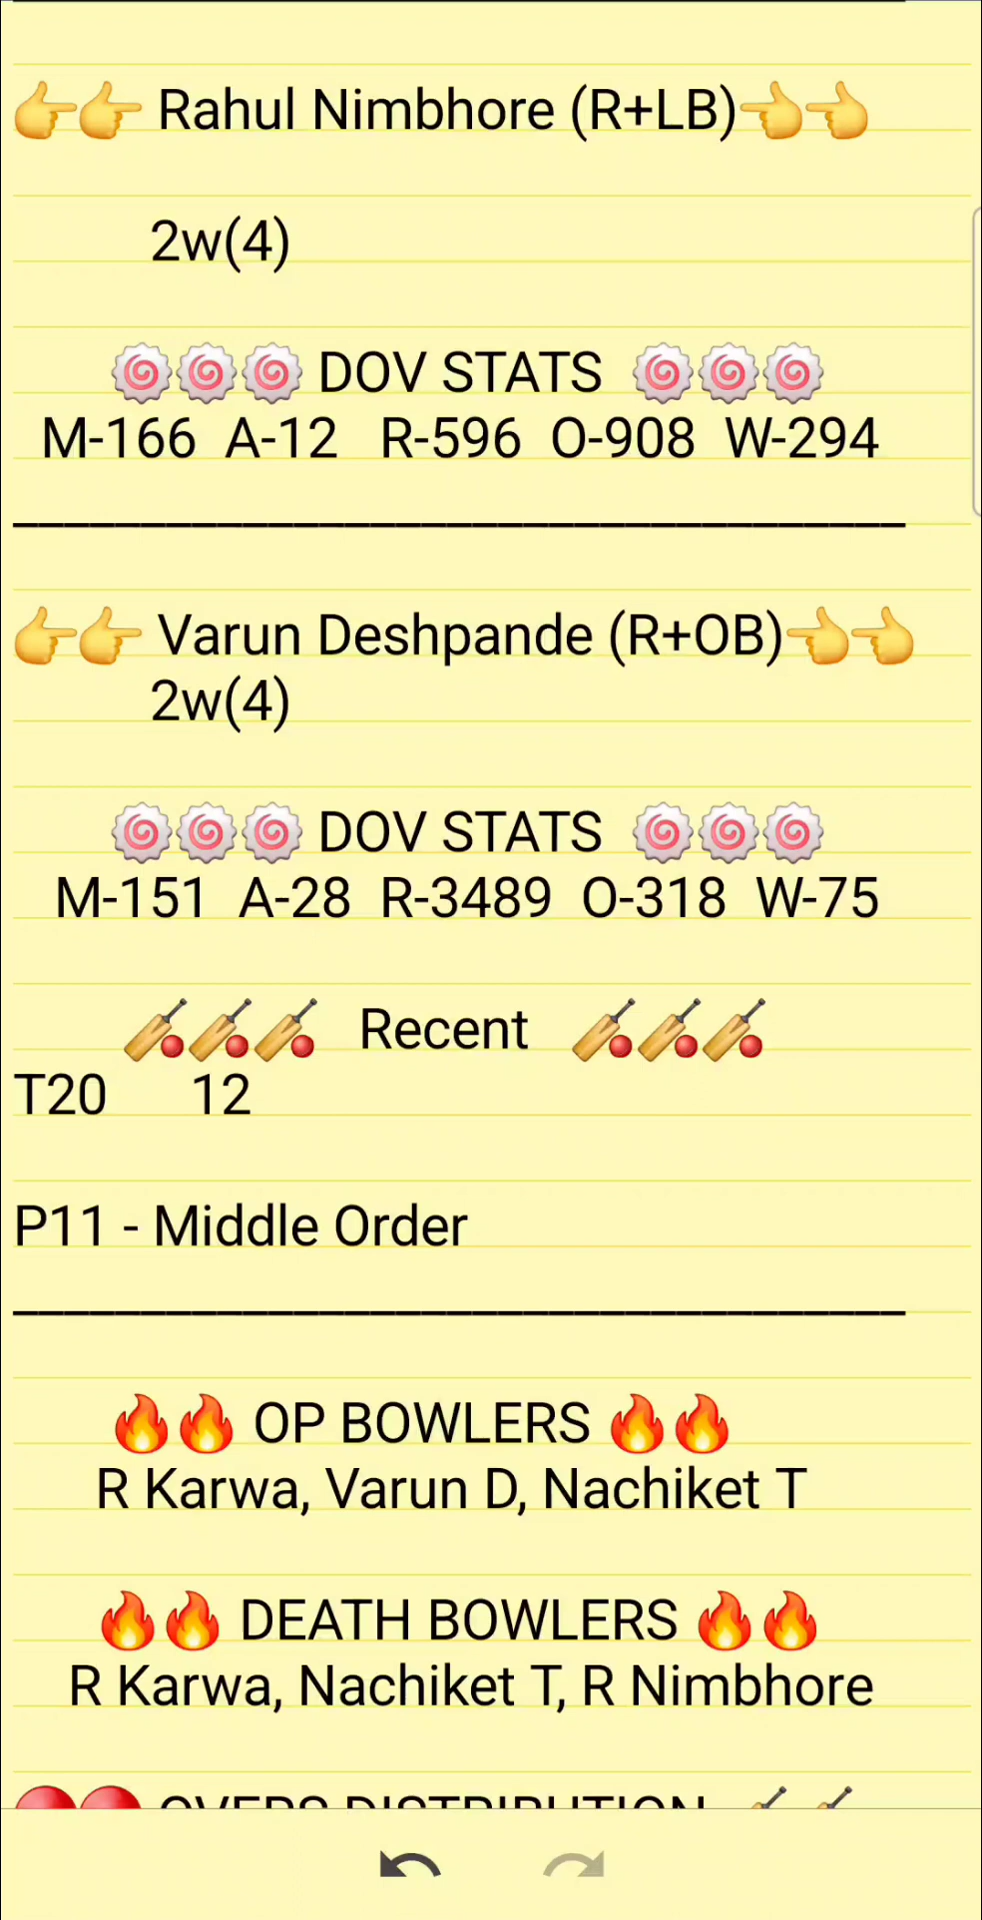 👉👉 Rahul Nimbhore (R+LB)👈👈
2w(4)
🍥🍥🍥 DOV STATS 🍥🍥🍥
M-166 A-12 R-596 O-908 W-294
👉👉 Varun Deshpande (R+OB)👈👈
2w(4)
🍥🍥🍥 DOV STATS 🍥🍥🍥
M-151 A-28 R-3489 O-318 W-75
🏏🏏🏏 Recent 🏏🏏🏏
T20 12
P11 - Middle Order
🔥🔥 OP BOWLERS 🔥🔥
R Karwa, Varun D, Nachiket T
🔥🔥 DEATH BOWLERS 🔥🔥
R Karwa, Nachiket T, R Nimbhore
OVERS DISTRIBUTION